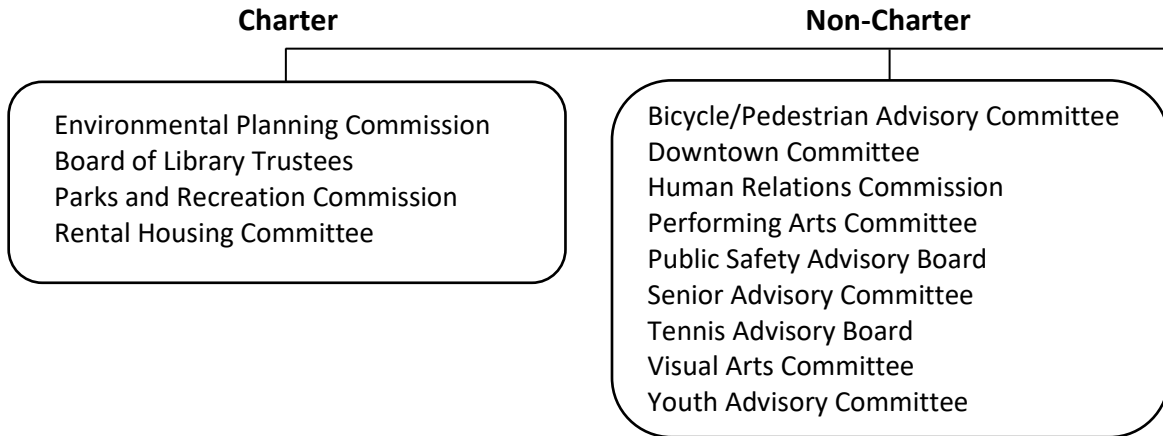 Charter
Environmental Planning Commission
Board of Library Trustees
Parks and Recreation Commission
Rental Housing Committee
Non-Charter
Bicycle/Pedestrian Advisory Committee
Downtown Committee
Human Relations Commission
Performing Arts Committee
Public Safety Advisory Board
Senior Advisory Committee
Tennis Advisory Board
Visual Arts Committee
Youth Advisory Committee